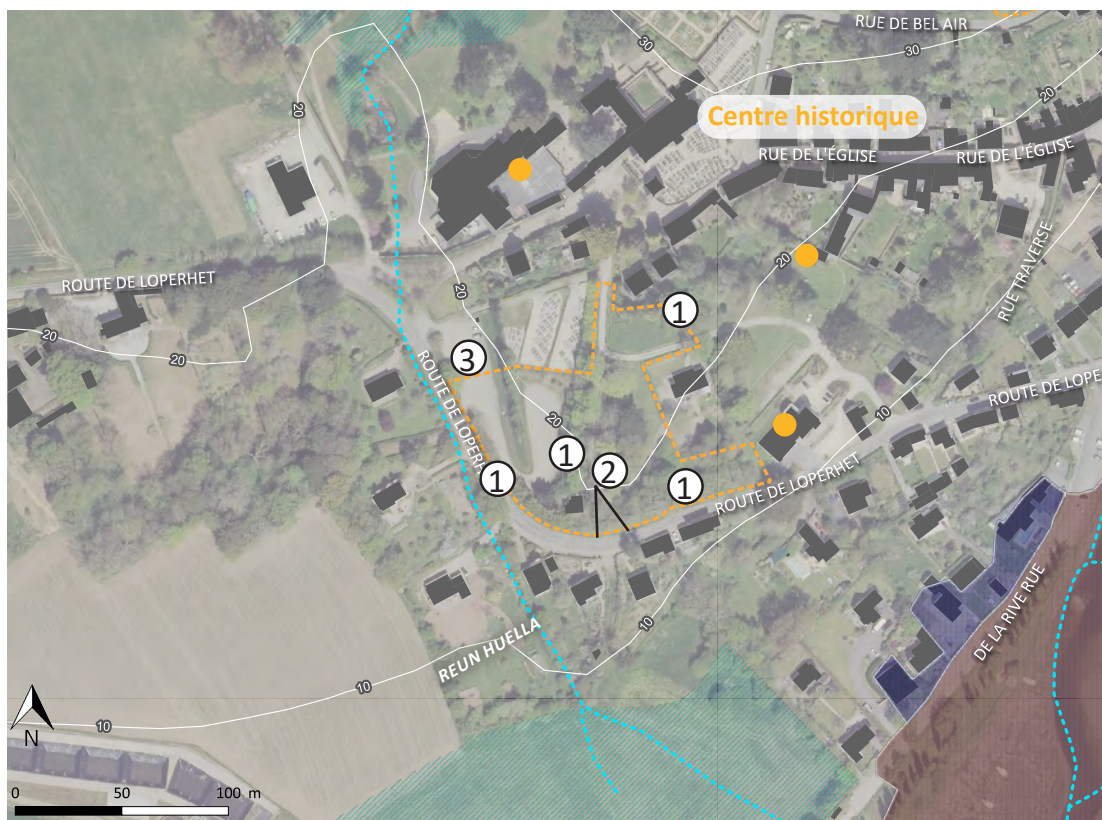 RUE DE BEL AIR
30
30
20
20
Centre historique
RUE DE L'ÉGLISE
RUE DE L'ÉGLISE
20
RUE TRAVERSE
ROUTE DE LOPERHET
20
20
20
1
3
ROUTE DE LOPERH
20
ROUTE DE LOPE
10
1
2
1
1
ROUTE DE LOPERHET
DE LA RIVE RUE
REUN HUELLA
10
10
10
N
0 50 100 m